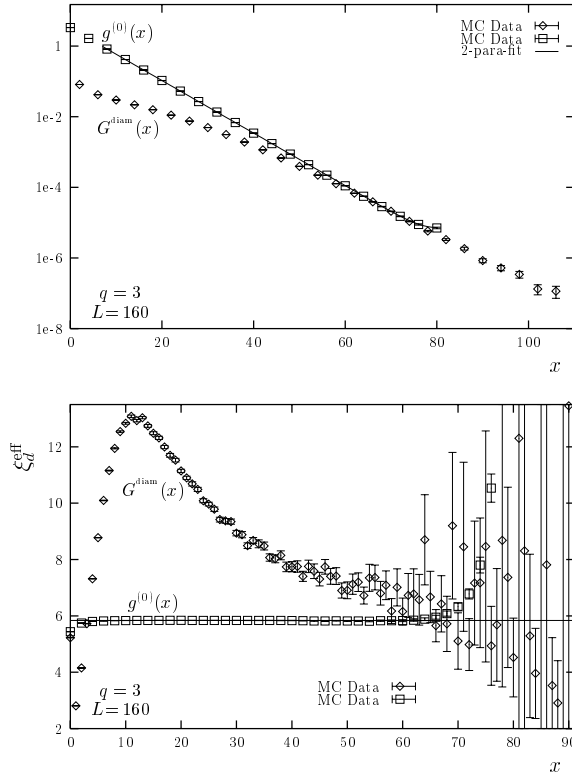 g^(0)(x)
MC Data
MC Data
2-para-fit
G^diam(x)
q = 3
L=160
1
1e-2
1e-4
1e-6
1e-8
0 20 40 60 80 100
x
ξ_d^eff
G^diam(x)
g^(0)(x)
q = 3
L=160
MC Data
MC Data
12
10
8
6
4
2
0 10 20 30 40 50 60 70 80 90
x